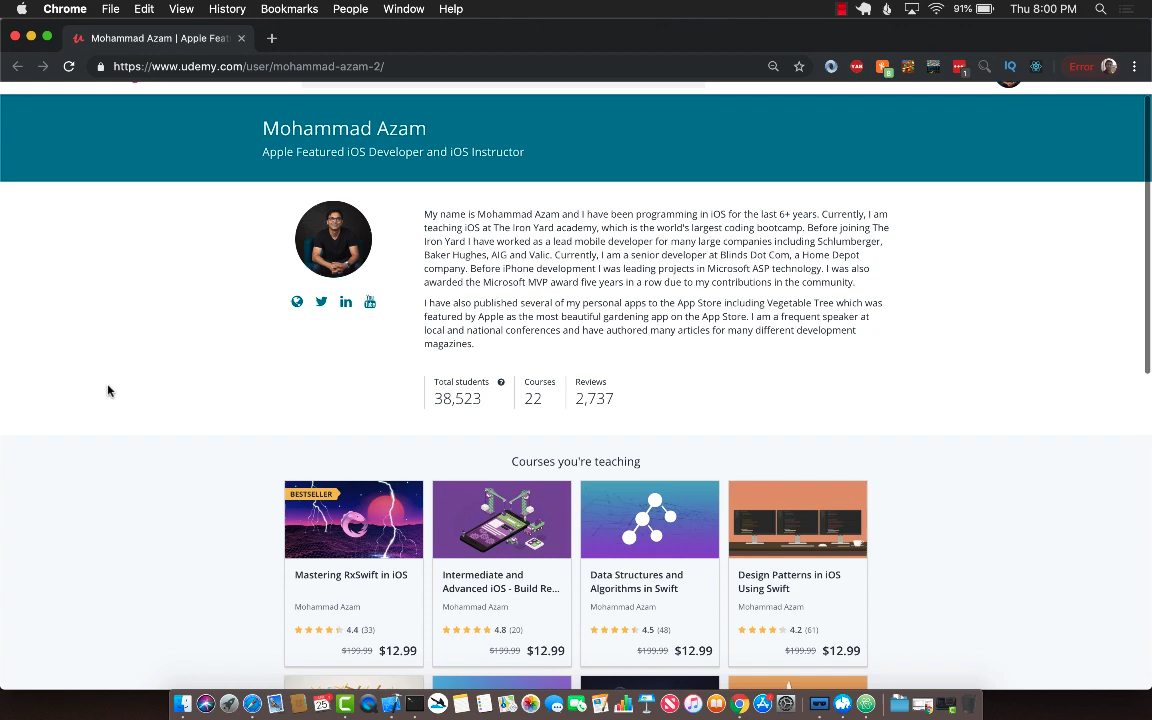 Chrome File Edit View History Bookmarks People Window Help 91% Thu 8:00 PM
Mohammad Azam | Apple Feat
https://www.udemy.com/user/mohammad-azam-2/ Error
Mohammad Azam
Apple Featured iOS Developer and iOS Instructor
My name is Mohammad Azam and I have been programming in iOS for the last 6+ years. Currently, I am
teaching iOS at The Iron Yard academy, which is the world's largest coding bootcamp. Before joining The
Iron Yard I have worked as a lead mobile developer for many large companies including Schlumberger,
Baker Hughes, AIG and Valic. Currently, I am a senior developer at Blinds Dot Com, a Home Depot
company. Before iPhone development I was leading projects in Microsoft ASP technology. I was also
awarded the Microsoft MVP award five years in a row due to my contributions in the community.
I have also published several of my personal apps to the App Store including Vegetable Tree which was
featured by Apple as the most beautiful gardening app on the App Store. I am a frequent speaker at
local and national conferences and have authored many articles for many different development
magazines.
Total students Courses Reviews
38,523 22 2,737
Courses you're teaching
BESTSELLER
Mastering RxSwift in iOS
Mohammad Azam
4.4 (33)
$199.99 $12.99
Intermediate and
Advanced iOS - Build Re...
Mohammad Azam
4.8 (20)
$199.99 $12.99
Data Structures and
Algorithms in Swift
Mohammad Azam
4.5 (48)
$199.99 $12.99
Design Patterns in iOS
Using Swift
Mohammad Azam
4.2 (61)
$199.99 $12.99